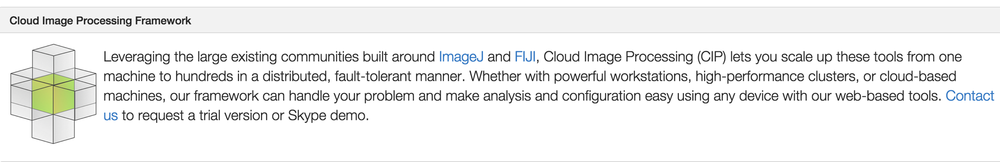 Cloud Image Processing Framework
Leveraging the large existing communities built around ImageJ and FIJI, Cloud Image Processing (CIP) lets you scale up these tools from one
machine to hundreds in a distributed, fault-tolerant manner. Whether with powerful workstations, high-performance clusters, or cloud-based
machines, our framework can handle your problem and make analysis and configuration easy using any device with our web-based tools. Contact
us to request a trial version or Skype demo.